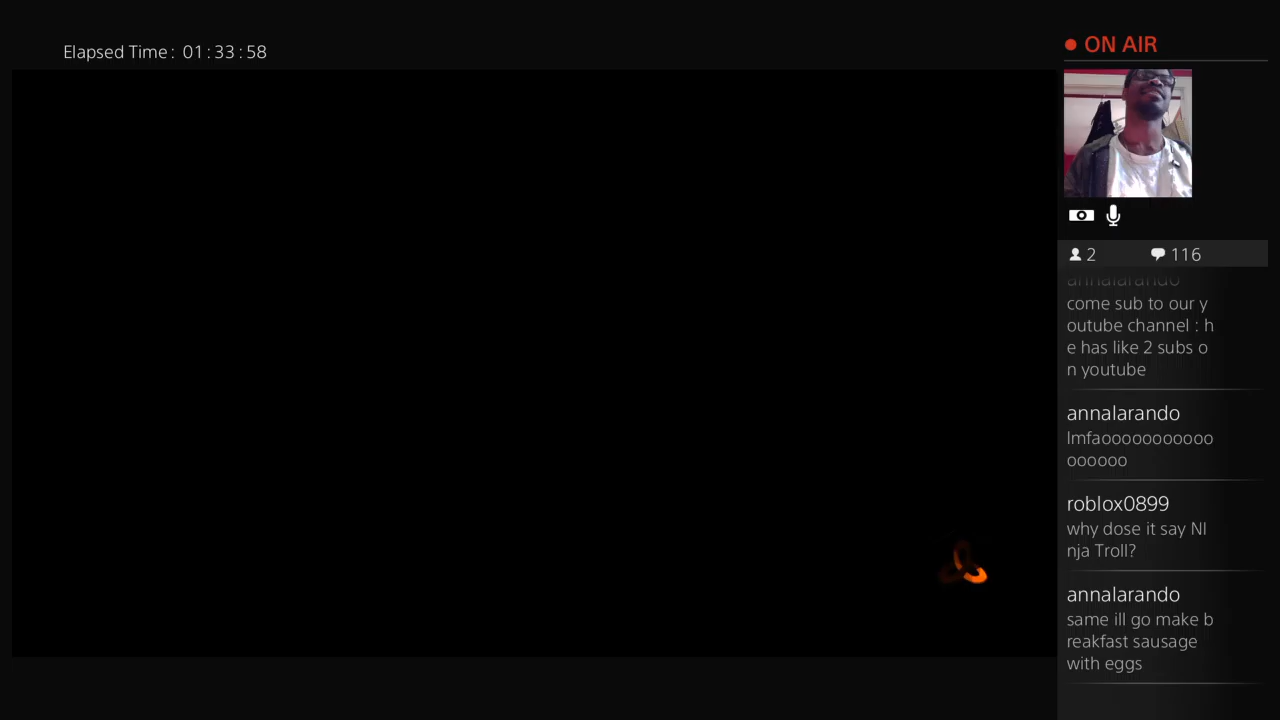 Elapsed Time: 01:33:58
ON AIR
2 116
annalarando
come sub to our y
outube channel : h
e has like 2 subs o
n youtube
annalarando
lmfaooooooooooo
oooooo
roblox0899
why dose it say NI
nja Troll?
annalarando
same ill go make b
reakfast sausage
with eggs